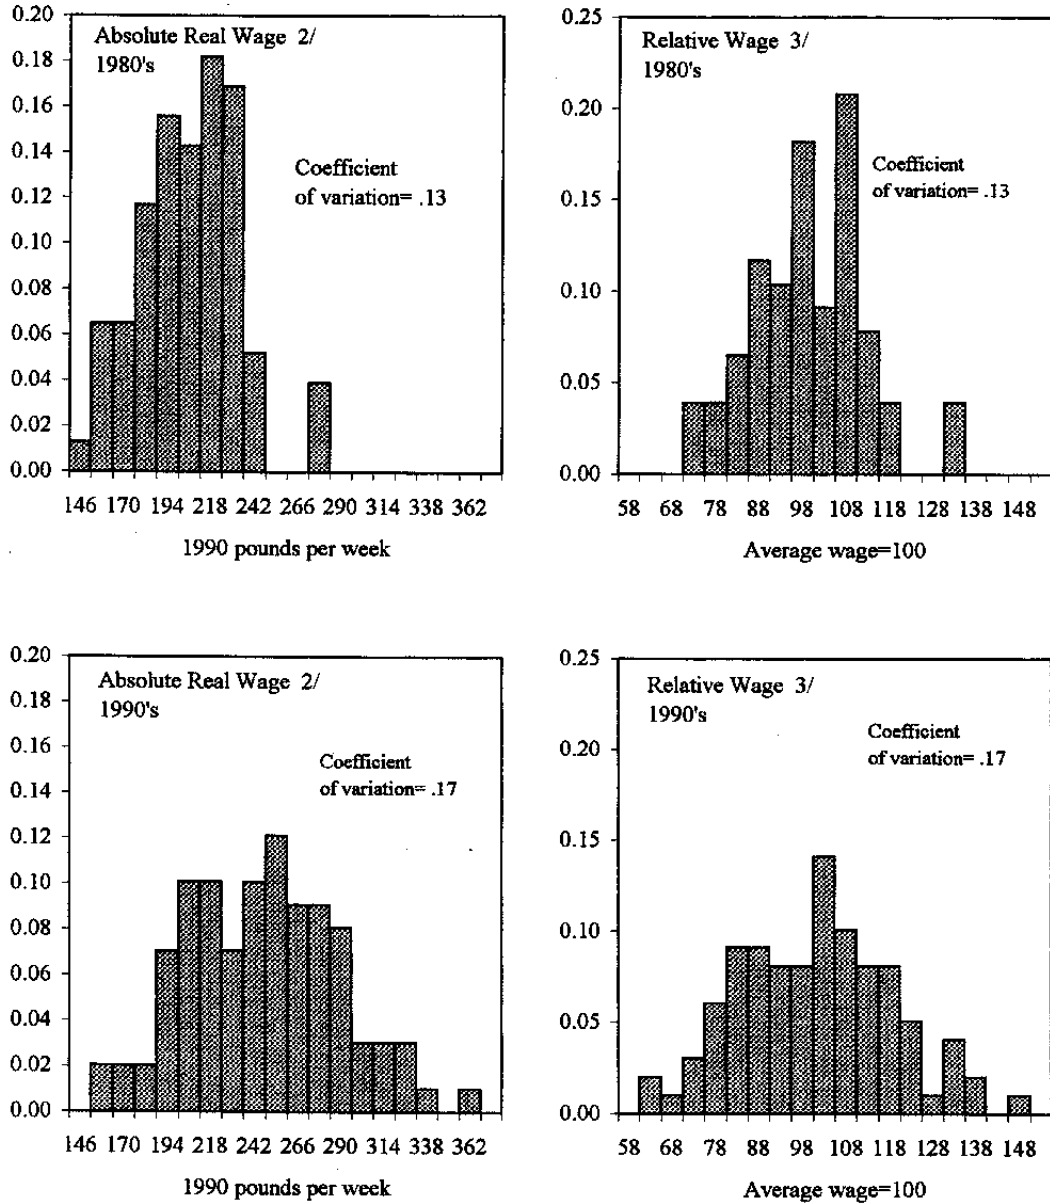 Absolute Real Wage 2/
1980's
Coefficient
of variation= .13
0.20
0.18
0.16
0.14
0.12
0.10
0.08
0.06
0.04
0.02
0.00
146 170 194 218 242 266 290 314 338 362
1990 pounds per week
Relative Wage 3/
1980's
Coefficient
of variation= .13
0.25
0.20
0.15
0.10
0.05
0.00
58 68 78 88 98 108 118 128 138 148
Average wage=100
Absolute Real Wage 2/
1990's
Coefficient
of variation= .17
0.20
0.18
0.16
0.14
0.12
0.10
0.08
0.06
0.04
0.02
0.00
146 170 194 218 242 266 290 314 338 362
1990 pounds per week
Relative Wage 3/
1990's
Coefficient
of variation= .17
0.25
0.20
0.15
0.10
0.05
0.00
58 68 78 88 98 108 118 128 138 148
Average wage=100